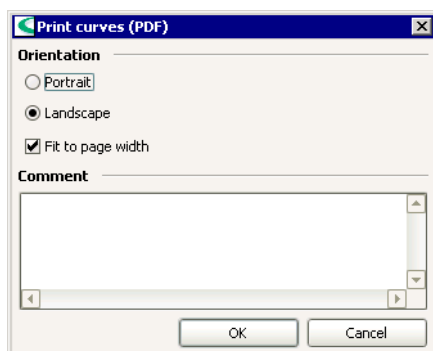 Print curves (PDF)
Orientation
Portrait
Landscape
Fit to page width
Comment
OK
Cancel